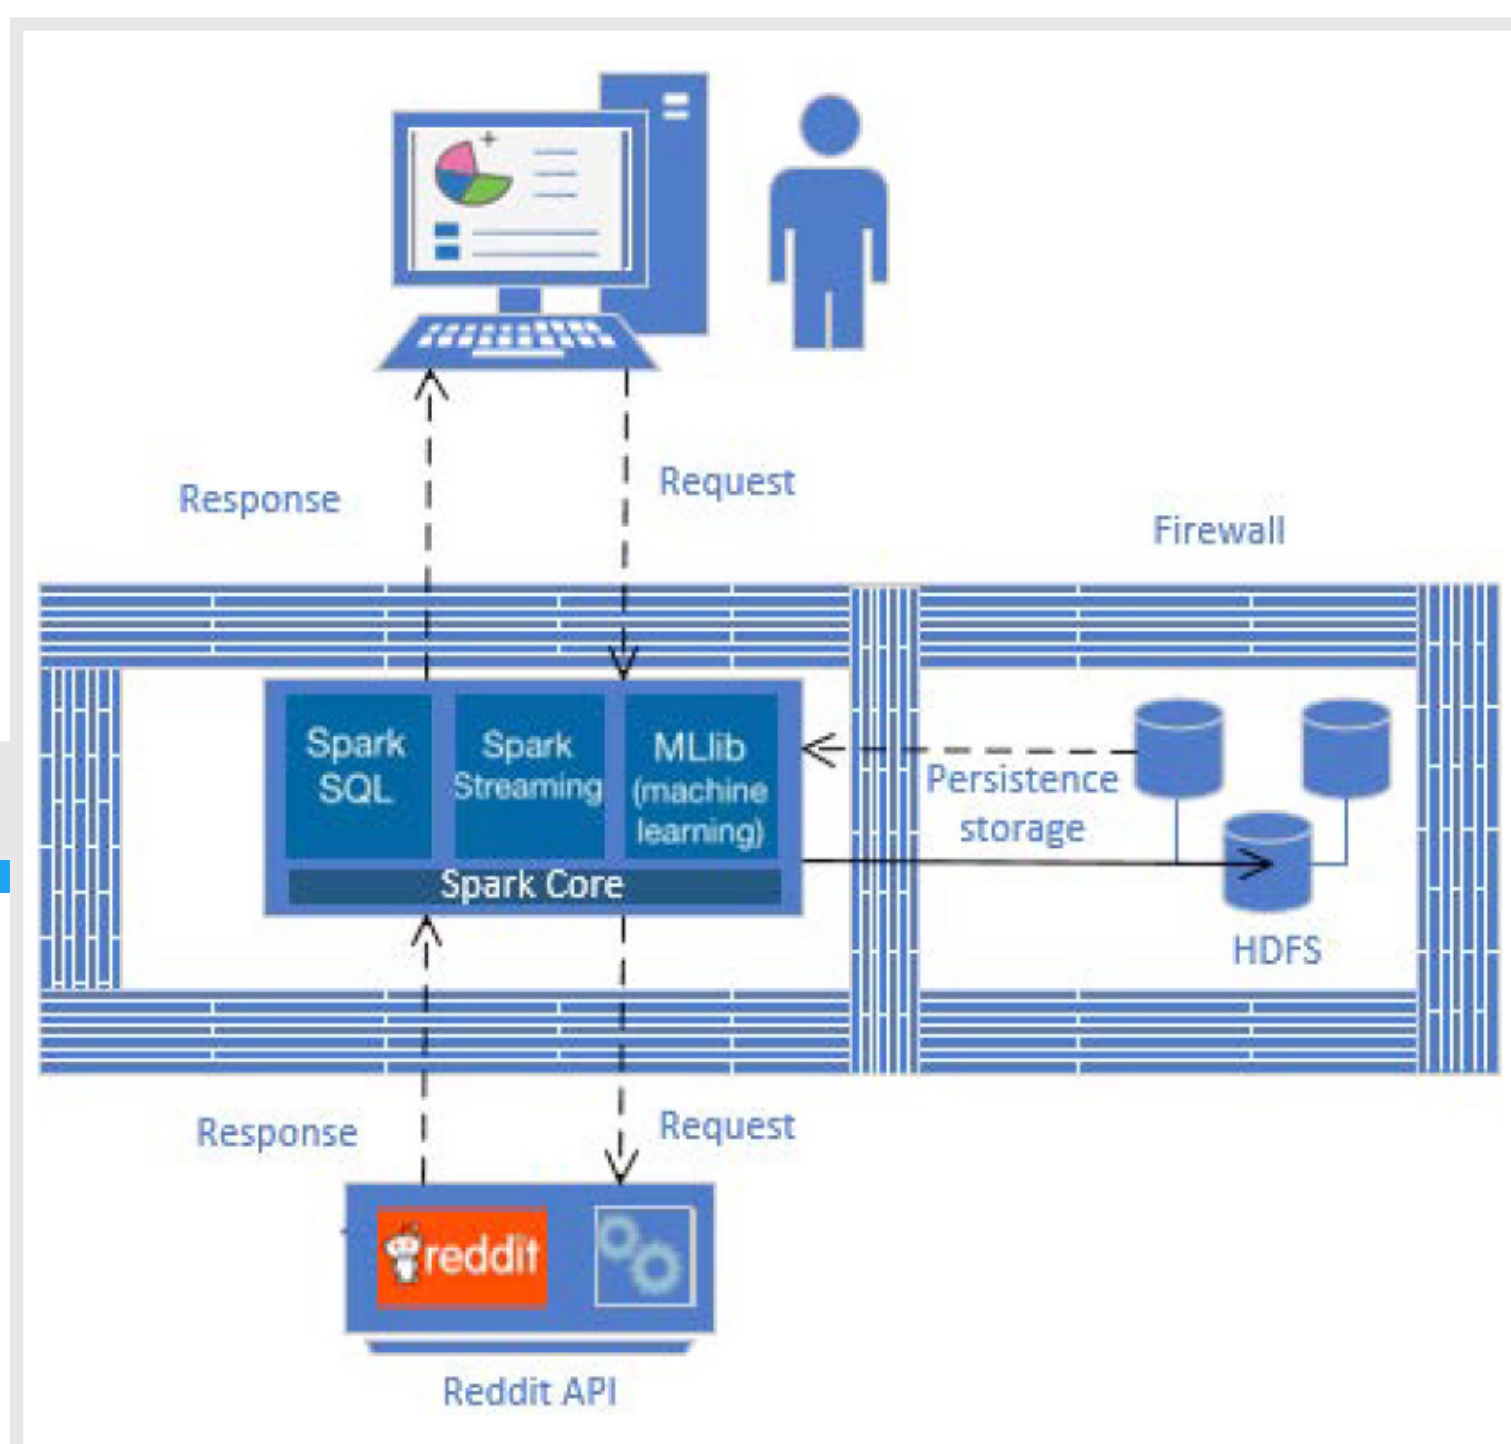 Response
Request
Firewall
Spark
SQL
Spark
Streaming
MLlib
(machine
learning)
Spark Core
Persistence
storage
HDFS
Response
Request
reddit
Reddit API